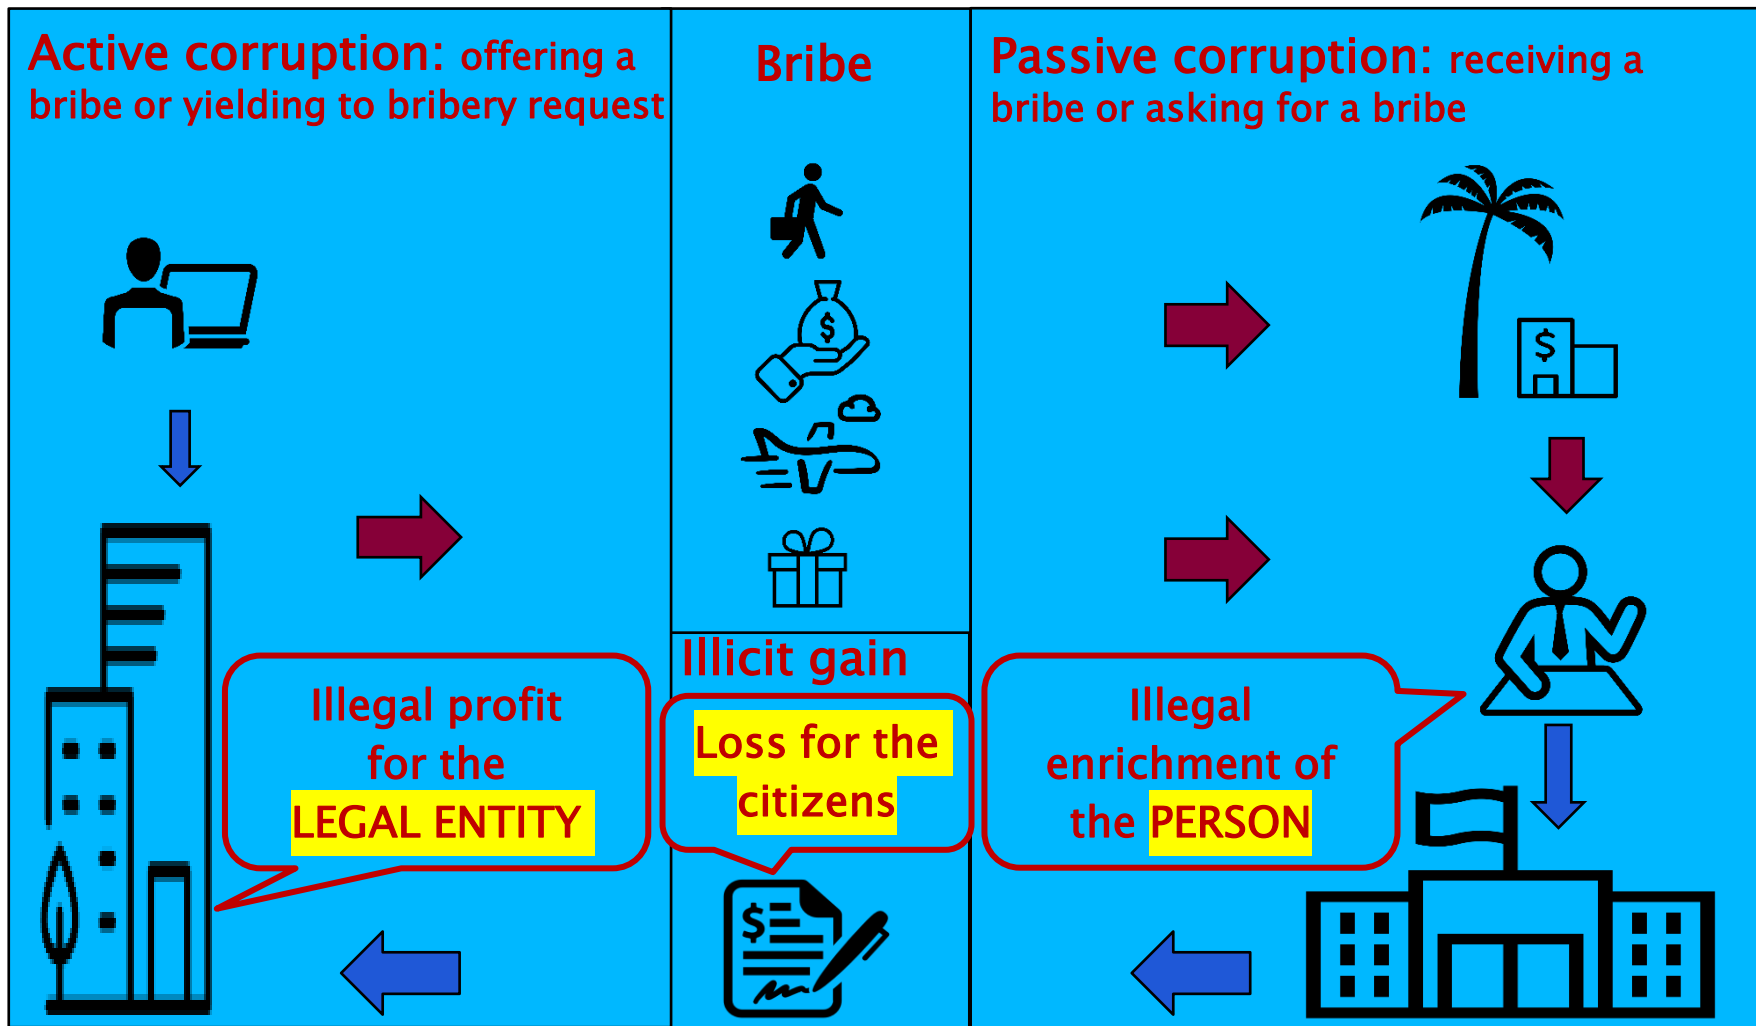 Active corruption: offering a
bribe or yielding to bribery request
Bribe
Passive corruption: receiving a
bribe or asking for a bribe
$
$
Illicit gain
Illegal profit
for the
LEGAL ENTITY
Loss for the
citizens
Illegal
enrichment of
the PERSON
$